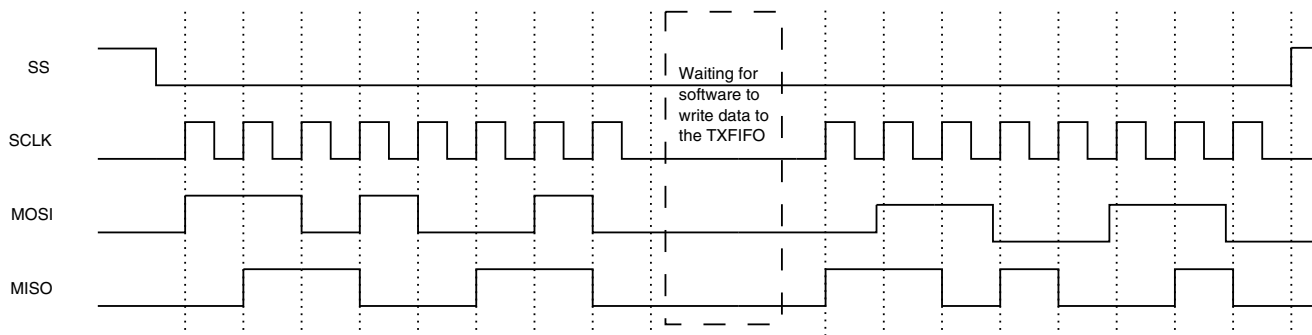 SS
Waiting for
software to
write data to
the TXFIFO
SCLK
MOSI
MISO